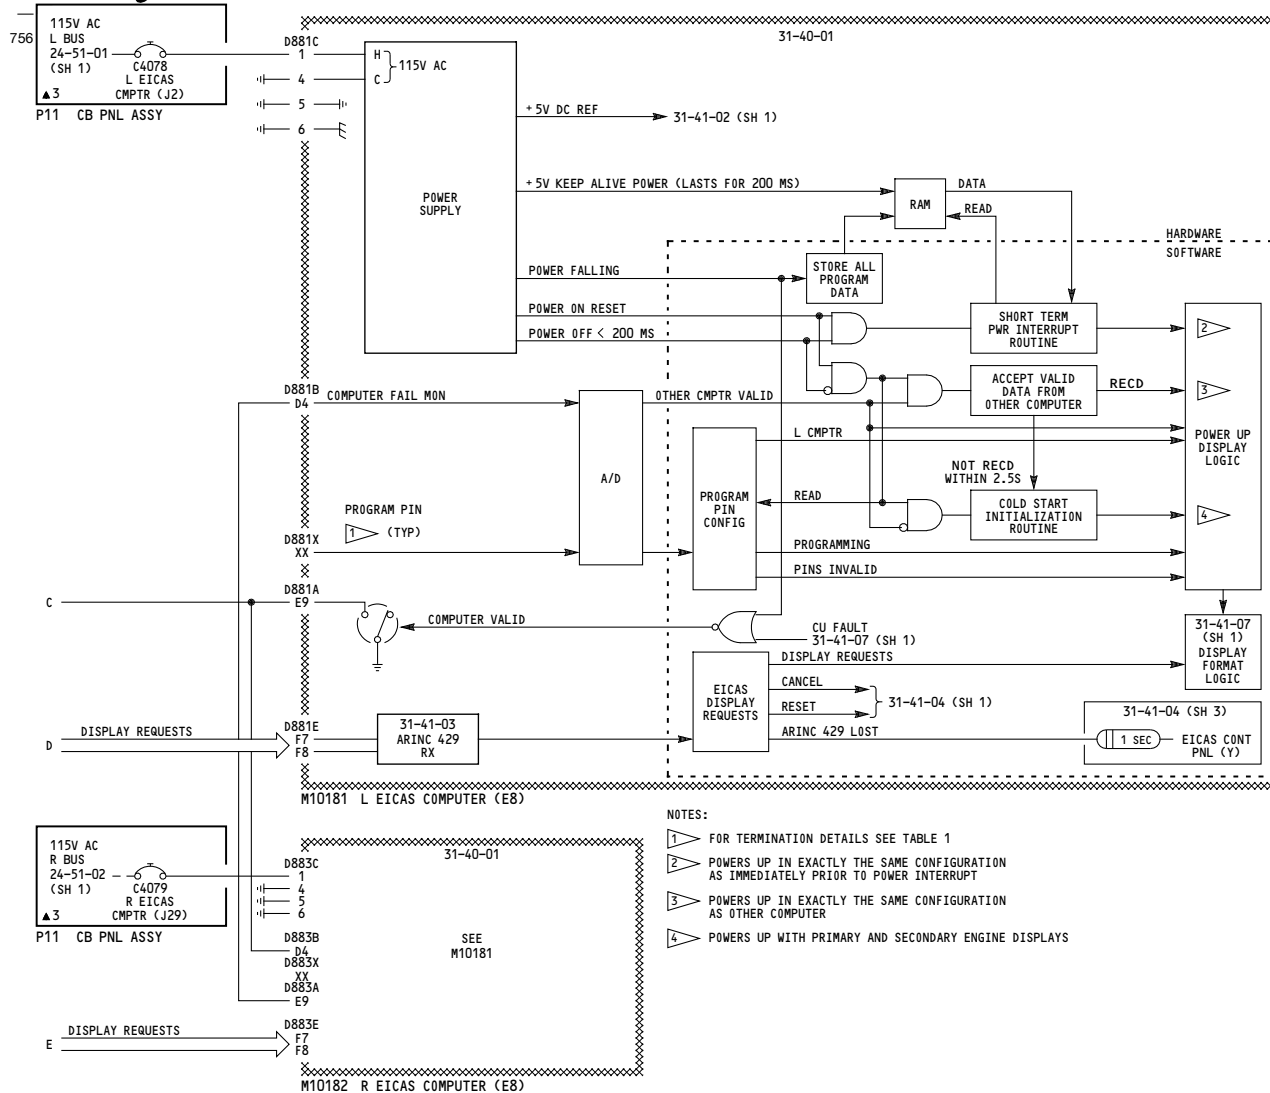 756
115V AC
L BUS
24-51-01
(SH 1)
C4078
L EICAS
CMPTR (J2)
▲3
P11 CB PNL ASSY
D881C
1
4
5
6
H
C
115V AC
POWER
SUPPLY
31-40-01
+5V DC REF
31-41-02 (SH 1)
+5V KEEP ALIVE POWER (LASTS FOR 200 MS)
RAM
DATA
READ
HARDWARE
SOFTWARE
POWER FALLING
STORE ALL
PROGRAM
DATA
POWER ON RESET
POWER OFF < 200 MS
SHORT TERM
PWR INTERRUPT
ROUTINE
2
D881B
D4
COMPUTER FAIL MON
OTHER CMPTR VALID
ACCEPT VALID
DATA FROM
OTHER COMPUTER
RECD
3
L CMPTR
POWER UP
DISPLAY
LOGIC
A/D
NOT RECD
WITHIN 2.5S
PROGRAM
PIN
CONFIG
READ
COLD START
INITIALIZATION
ROUTINE
4
PROGRAM PIN
1 (TYP)
D881X
XX
PROGRAMMING
PINS INVALID
C
D881A
E9
COMPUTER VALID
CU FAULT
31-41-07 (SH 1)
31-41-07
(SH 1)
DISPLAY
FORMAT
LOGIC
EICAS
DISPLAY
REQUESTS
DISPLAY REQUESTS
CANCEL
RESET
31-41-04 (SH 1)
ARINC 429 LOST
31-41-04 (SH 3)
1 SEC
EICAS CONT
PNL (Y)
D
DISPLAY REQUESTS
D881E
F7
F8
31-41-03
ARINC 429
RX
M10181 L EICAS COMPUTER (E8)
115V AC
R BUS
24-51-02
(SH 1)
C4079
R EICAS
CMPTR (J29)
▲3
P11 CB PNL ASSY
D883C
1
4
5
6
D883B
D4
D883X
XX
D883A
E9
D883E
F7
F8
E
DISPLAY REQUESTS
31-40-01
SEE
M10181
M10182 R EICAS COMPUTER (E8)
NOTES:
1 FOR TERMINATION DETAILS SEE TABLE 1
2 POWERS UP IN EXACTLY THE SAME CONFIGURATION
AS IMMEDIATELY PRIOR TO POWER INTERRUPT
3 POWERS UP IN EXACTLY THE SAME CONFIGURATION
AS OTHER COMPUTER
4 POWERS UP WITH PRIMARY AND SECONDARY ENGINE DISPLAYS